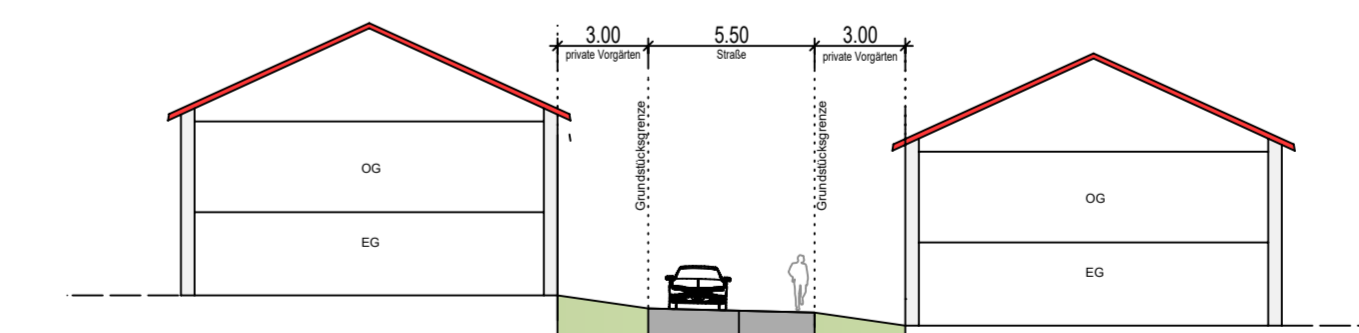 3.00 5.50 3.00
private Vorgärten Straße private Vorgärten
Grundstücksgrenze
Grundstücksgrenze
OG
EG
OG
EG